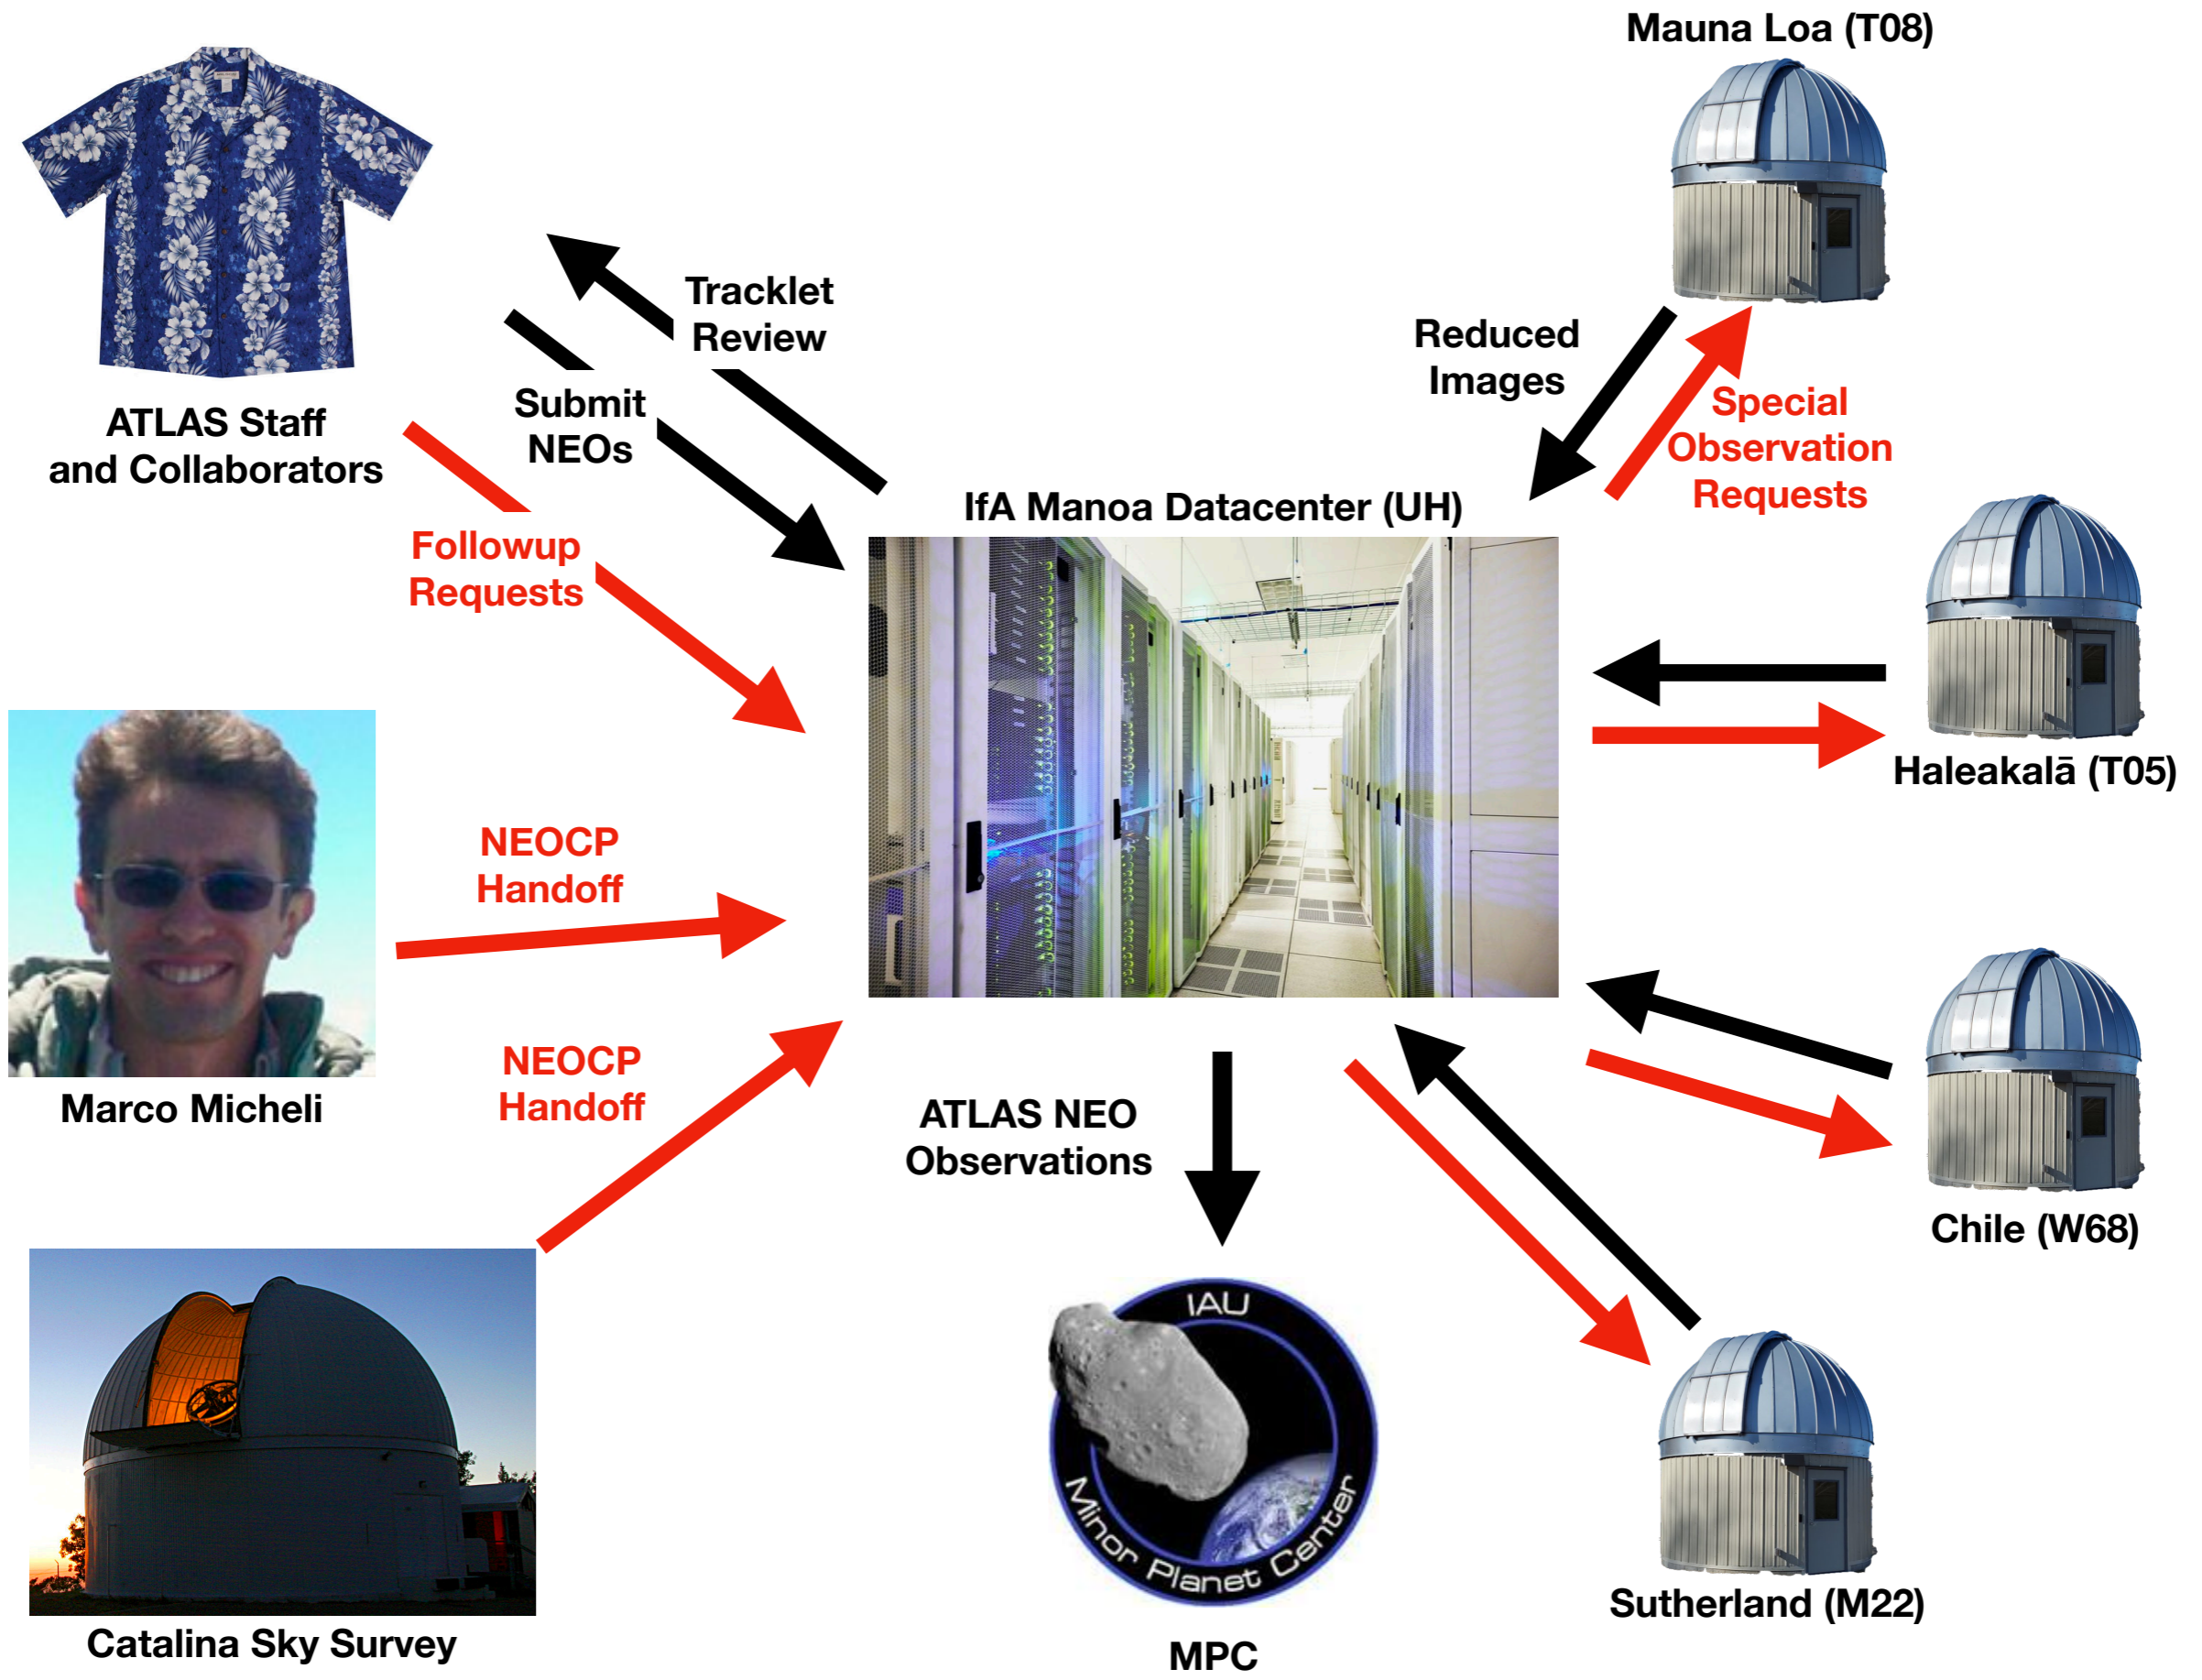 Mauna Loa (T08)
Tracklet
Review
Submit
NEOs
Reduced
Images
Special
Observation
Requests
ATLAS Staff
and Collaborators
IfA Manoa Datacenter (UH)
Followup
Requests
Haleakalā (T05)
NEOCP
Handoff
Marco Micheli
NEOCP
Handoff
ATLAS NEO
Observations
Chile (W68)
IAU
Minor Planet Center
Sutherland (M22)
Catalina Sky Survey
MPC